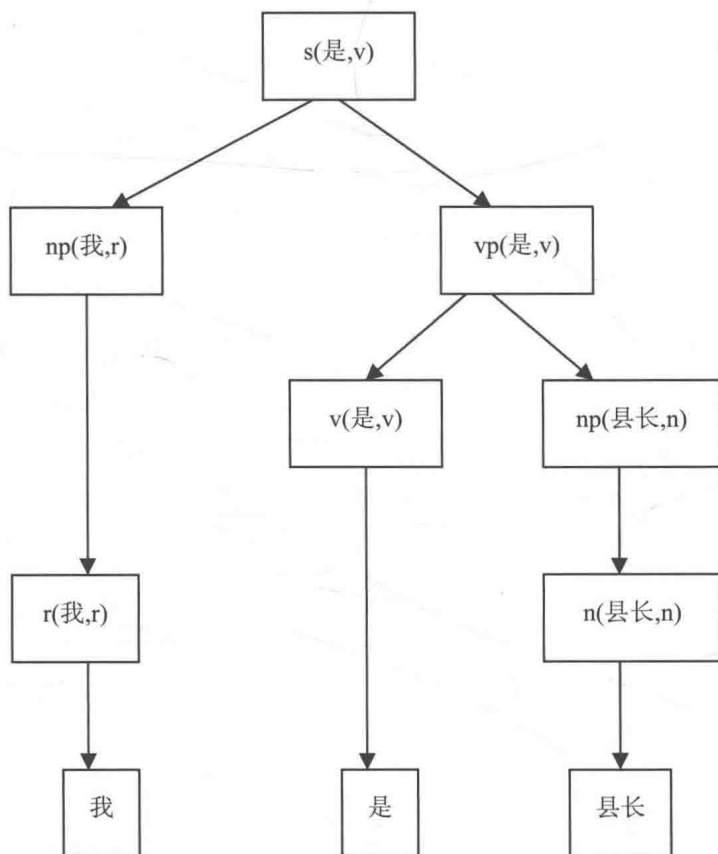 s(是,v)
np(我,r)
vp(是,v)
v(是,v)
np(县长,n)
r(我,r)
n(县长,n)
我
是
县长